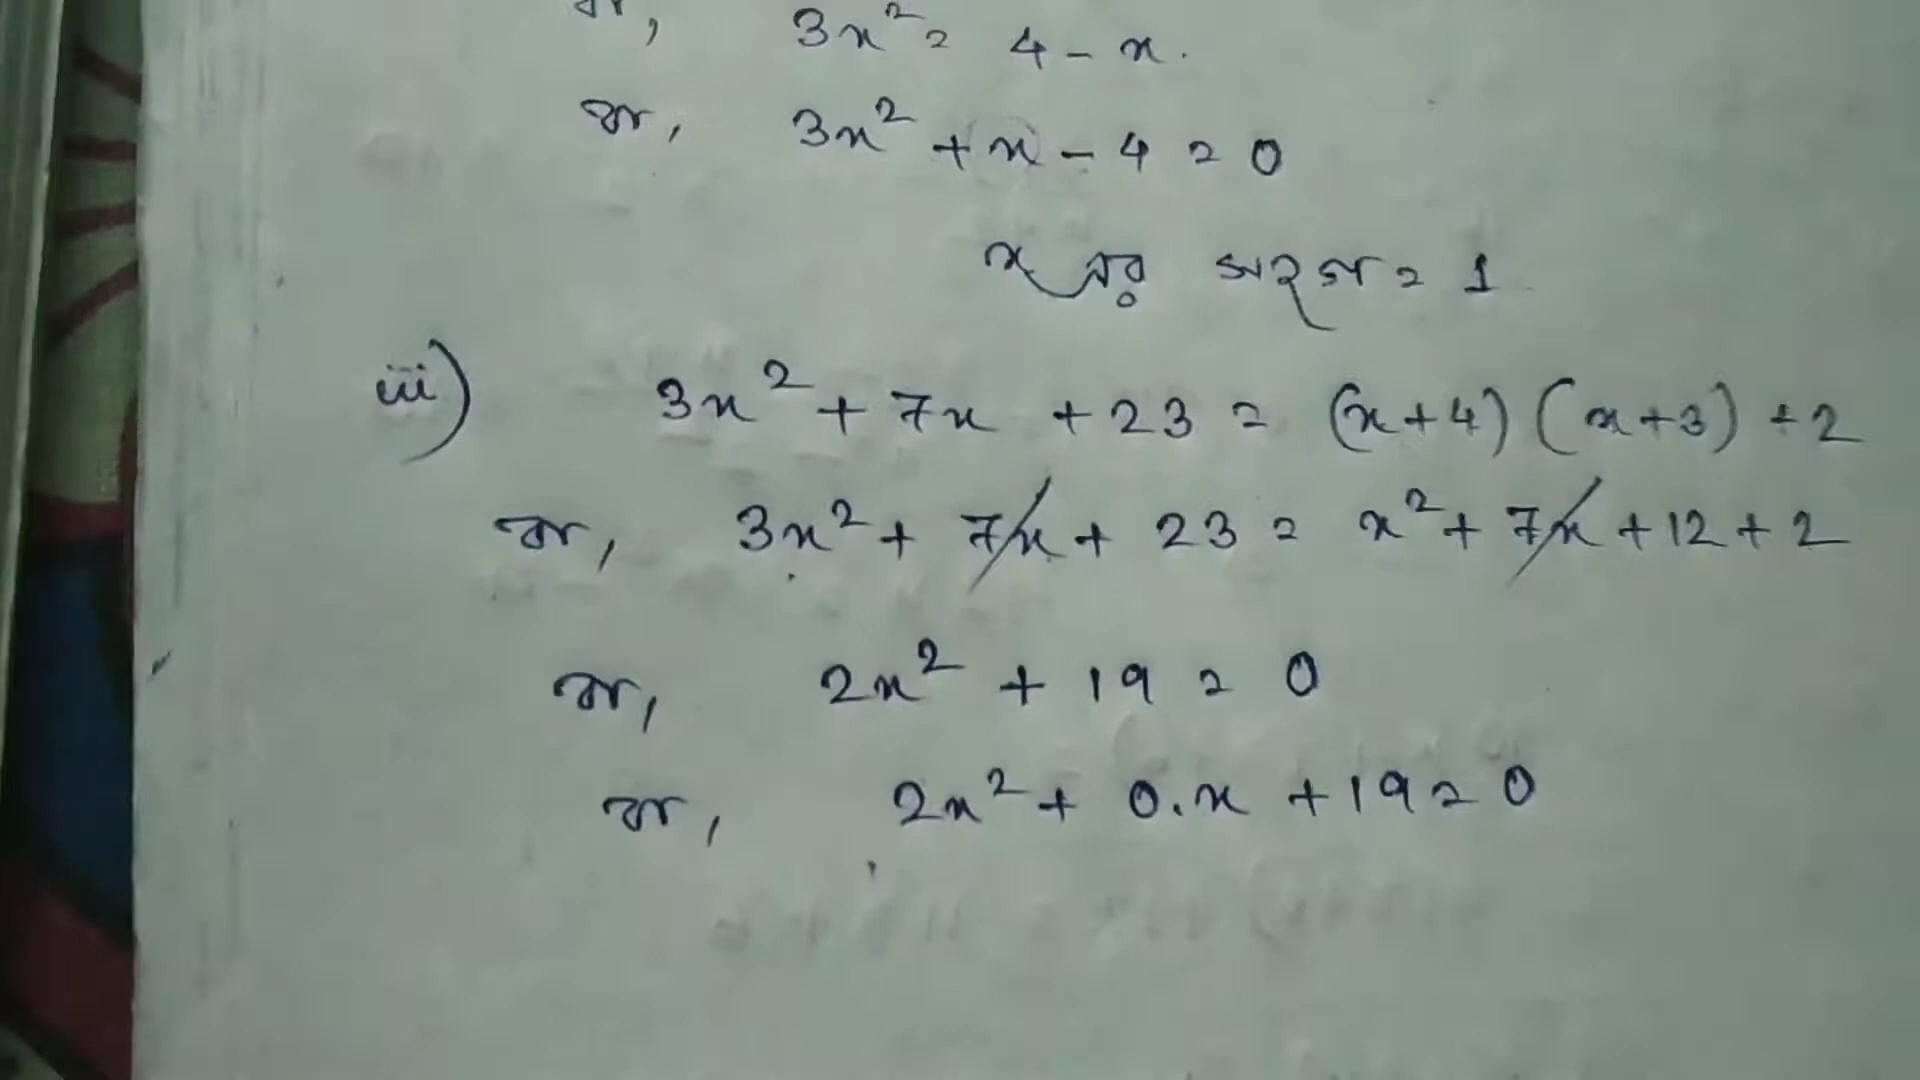 বা, 3x² = 4 - x.
বা, 3x² + x - 4 = 0
x এর সহগ = 1
iii) 3x² + 7x + 23 = (x+4) (x+3) + 2
বা, 3x² + 7x + 23 = x² + 7x + 12 + 2
বা, 2x² + 19 = 0
বা, 2x² + 0.x + 19 = 0